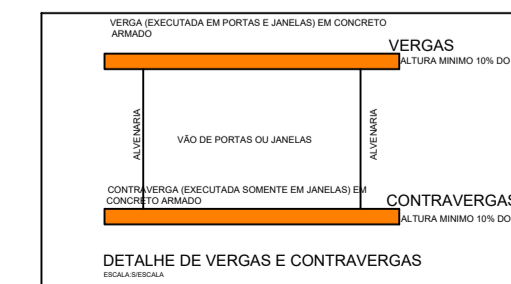 VERGA (EXECUTADA EM PORTAS E JANELAS) EM CONCRETO
ARMADO
VERGAS
ALTURA MINIMO 10% DO
ALVENARIA
VÃO DE PORTAS OU JANELAS
ALVENARIA
CONTRAVERGA (EXECUTADA SOMENTE EM JANELAS) EM
CONCRETO ARMADO
CONTRAVERGAS
ALTURA MINIMO 10% DO
DETALHE DE VERGAS E CONTRAVERGAS
ESCALA:S/ESCALA